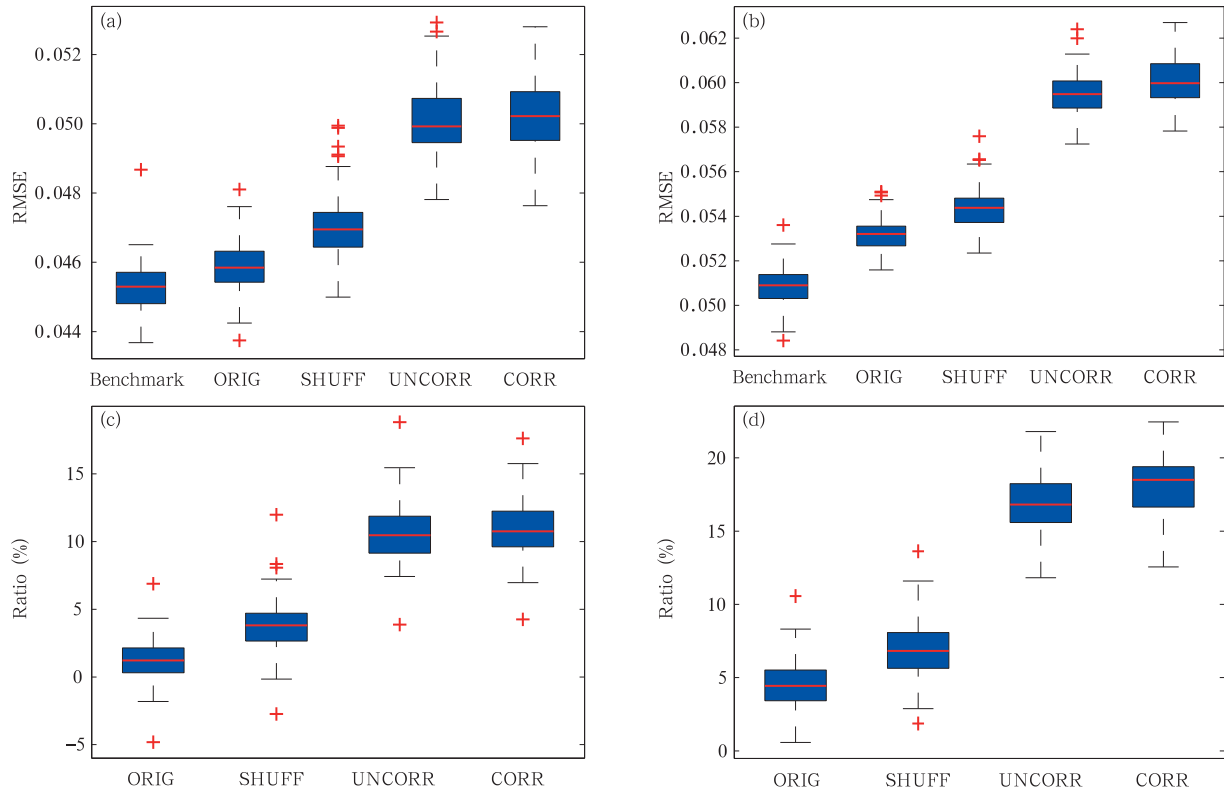 (a)
RMSE
0.052
0.050
0.048
0.046
0.044
Benchmark ORIG SHUFF UNCORR CORR
(b)
RMSE
0.062
0.060
0.058
0.056
0.054
0.052
0.050
0.048
Benchmark ORIG SHUFF UNCORR CORR
(c)
Ratio (%)
15
10
5
0
−5
ORIG SHUFF UNCORR CORR
(d)
Ratio (%)
20
15
10
5
0
ORIG SHUFF UNCORR CORR